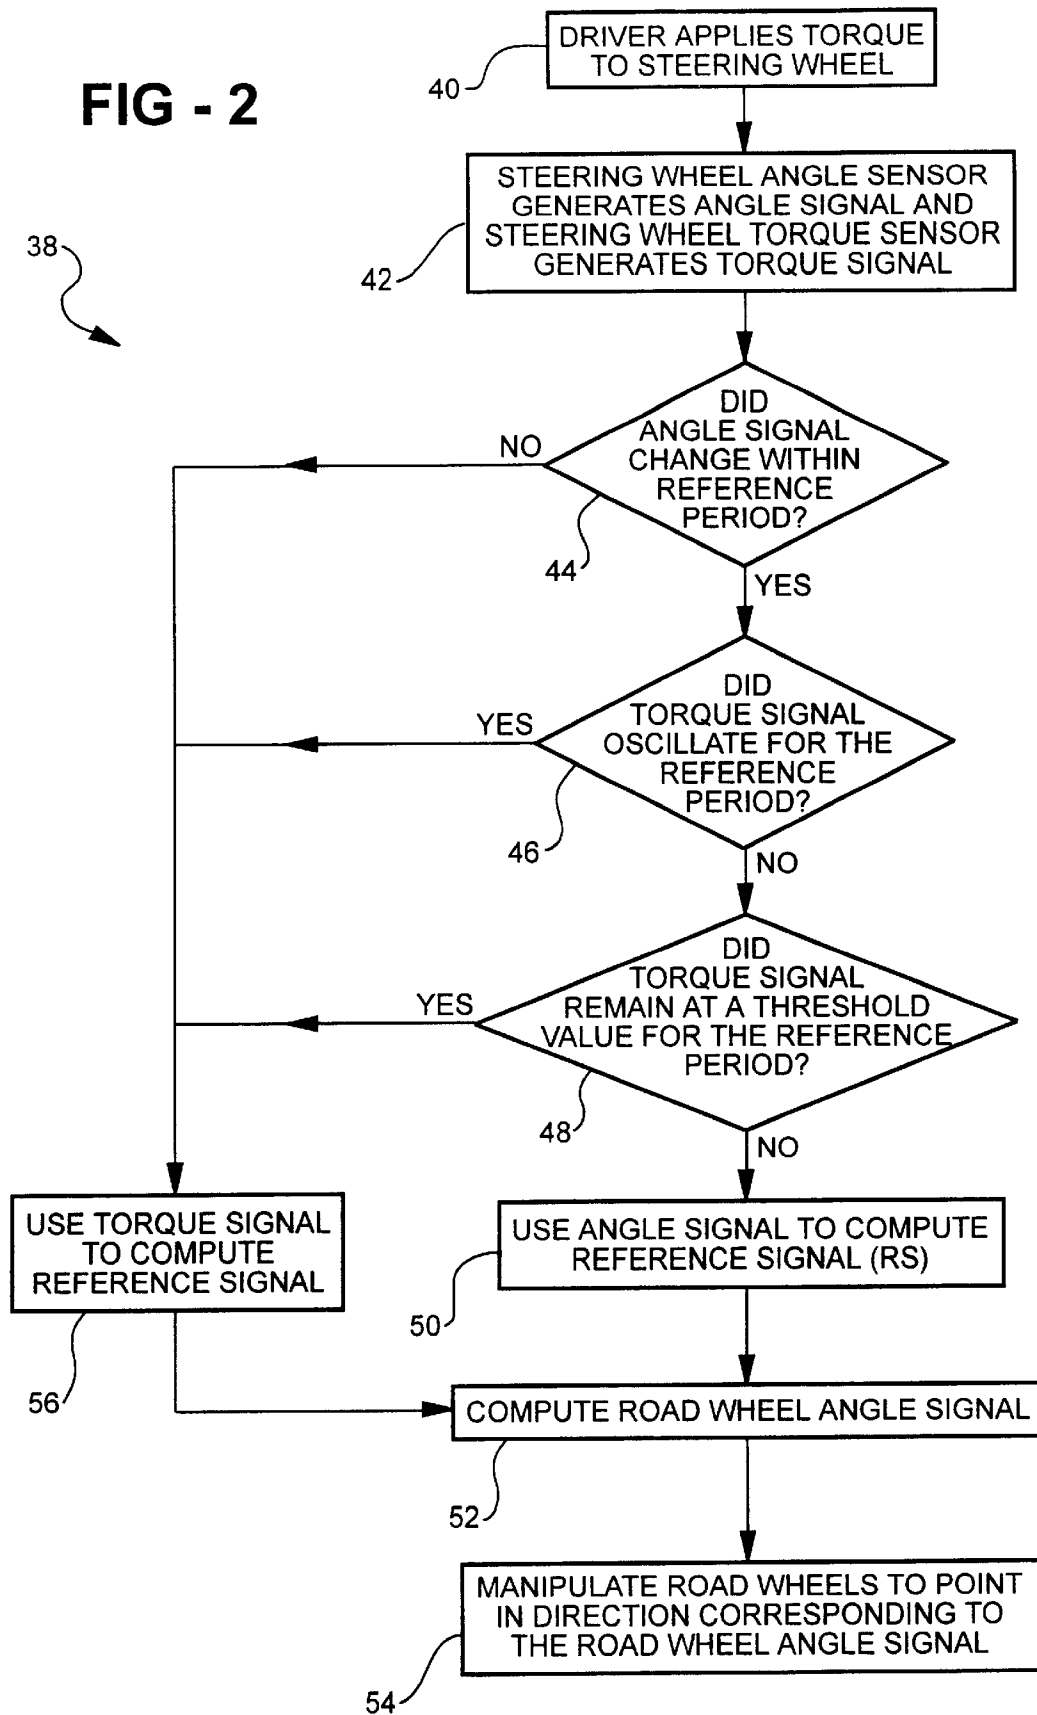 FIG - 2
DRIVER APPLIES TORQUE
TO STEERING WHEEL
40
STEERING WHEEL ANGLE SENSOR
GENERATES ANGLE SIGNAL AND
STEERING WHEEL TORQUE SENSOR
GENERATES TORQUE SIGNAL
42
38
DID
ANGLE SIGNAL
CHANGE WITHIN
REFERENCE
PERIOD?
NO
44
YES
DID
TORQUE SIGNAL
OSCILLATE FOR THE
REFERENCE
PERIOD?
YES
46
NO
DID
TORQUE SIGNAL
REMAIN AT A THRESHOLD
VALUE FOR THE REFERENCE
PERIOD?
YES
48
NO
USE TORQUE SIGNAL
TO COMPUTE
REFERENCE SIGNAL
56
USE ANGLE SIGNAL TO COMPUTE
REFERENCE SIGNAL (RS)
50
COMPUTE ROAD WHEEL ANGLE SIGNAL
52
MANIPULATE ROAD WHEELS TO POINT
IN DIRECTION CORRESPONDING TO
THE ROAD WHEEL ANGLE SIGNAL
54